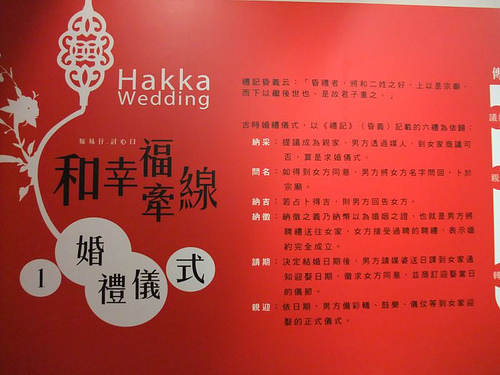 Hakka
Wedding
和幸福
牽線
1
婚
禮儀式
禮記昏義云：「昏禮者，將和二姓之好，上以是宗廟，
而下以繼後世也。是故君子重之。」
古時婚禮儀式，以《禮記》〈昏義〉記載的六禮為依歸：
納采：提議成為親家，男方透過媒人，到女家商議可
否，算是求婚儀式。
問名：如得到女方同意，男方將女方名字問回，卜於
宗廟。
納吉：若占卜得吉，則男方回告女方。
納徵：納徵之義乃納幣以為婚姻之證，也就是男方將
聘禮送往女家，女方接受過聘的聘禮，表示婚
約完全成立。
請期：決定結婚日期後，男方請媒婆送日課到女家通
知迎娶日期，徵求女方同意，並商訂迎娶當日
的儀節。
親迎：依日期，男方備彩轎、鼓樂、儀仗等到女家迎
娶的正式儀式。
傳
議
親